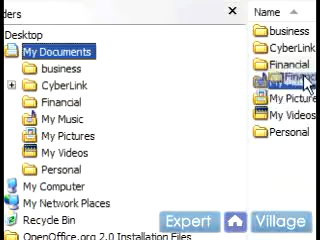 ders
Name
Desktop
My Documents
business
CyberLink
Financial
My Music
My Pictures
My Videos
Personal
My Computer
My Network Places
Recycle Bin
OpenOffice.org 2.0 Installation Files
business
CyberLink
Financial
Financi
My Picture
My Videos
Personal
Expert Village